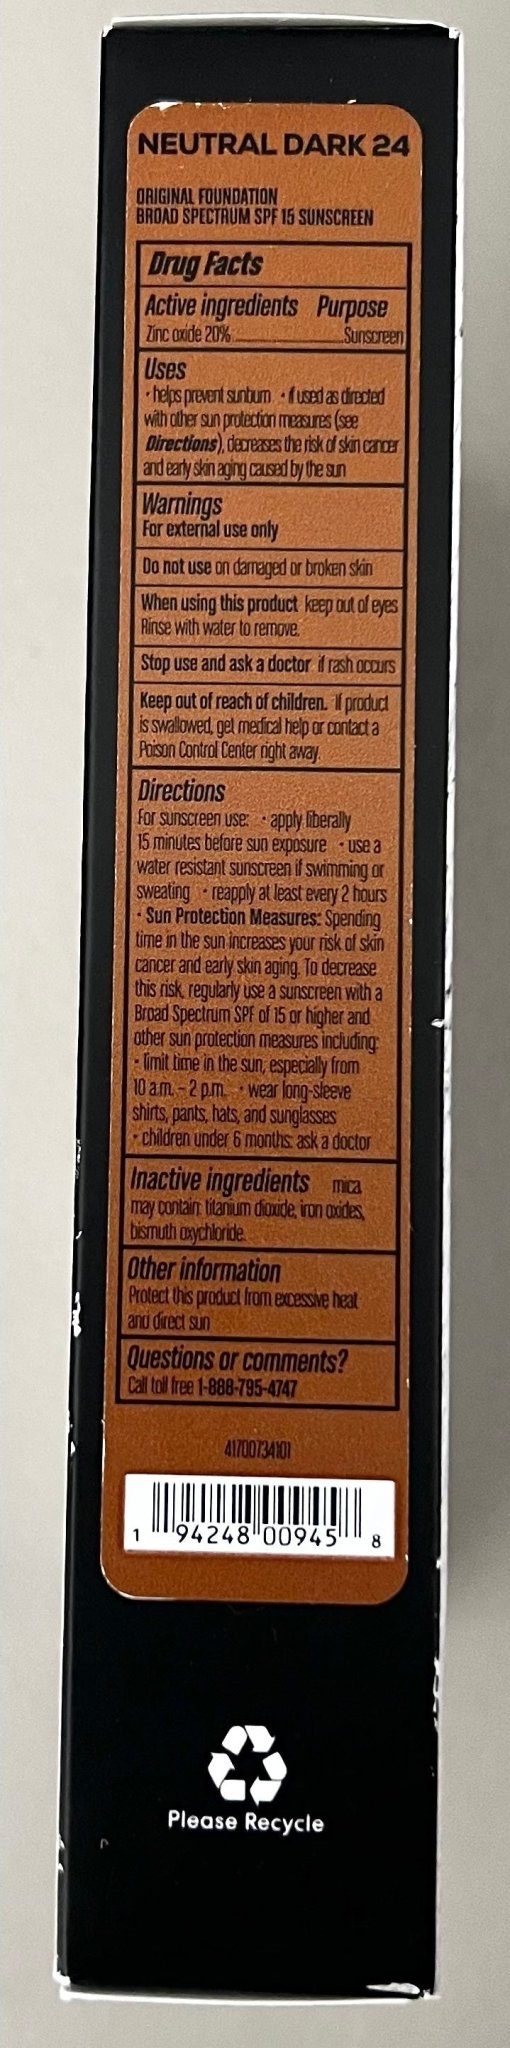 NEUTRAL DARK 24
ORIGINAL FOUNDATION
BROAD SPECTRUM SPF 15 SUNSCREEN
Drug Facts
Active ingredients Purpose
Zinc oxide 20% Sunscreen
Uses
• helps prevent sunburn • if used as directed
with other sun protection measures (see
Directions), decreases the risk of skin cancer
and early skin aging caused by the sun
Warnings
For external use only
Do not use on damaged or broken skin
When using this product keep out of eyes
Rinse with water to remove.
Stop use and ask a doctor if rash occurs
Keep out of reach of children. If product
is swallowed, get medical help or contact a
Poison Control Center right away.
Directions
For sunscreen use: • apply liberally
15 minutes before sun exposure • use a
water resistant sunscreen if swimming or
sweating • reapply at least every 2 hours
• Sun Protection Measures: Spending
time in the sun increases your risk of skin
cancer and early skin aging. To decrease
this risk, regularly use a sunscreen with a
Broad Spectrum SPF of 15 or higher and
other sun protection measures including:
• limit time in the sun, especially from
10 a.m. – 2 p.m. • wear long-sleeve
shirts, pants, hats, and sunglasses
• children under 6 months: ask a doctor
Inactive ingredients mica.
may contain: titanium dioxide, iron oxides,
bismuth oxychloride.
Other information
Protect this product from excessive heat
and direct sun
Questions or comments?
Call toll free 1-888-795-4747
41700734101
1 94248 00945 8
Please Recycle